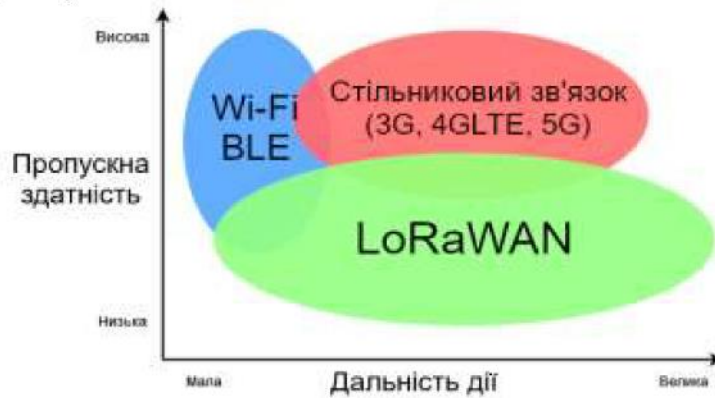 Висока
Wi-Fi
BLE
Стільниковий зв'язок
(3G, 4GLTE, 5G)
Пропускна
здатність
LoRaWAN
Низька
Мала
Дальність дії
Велика